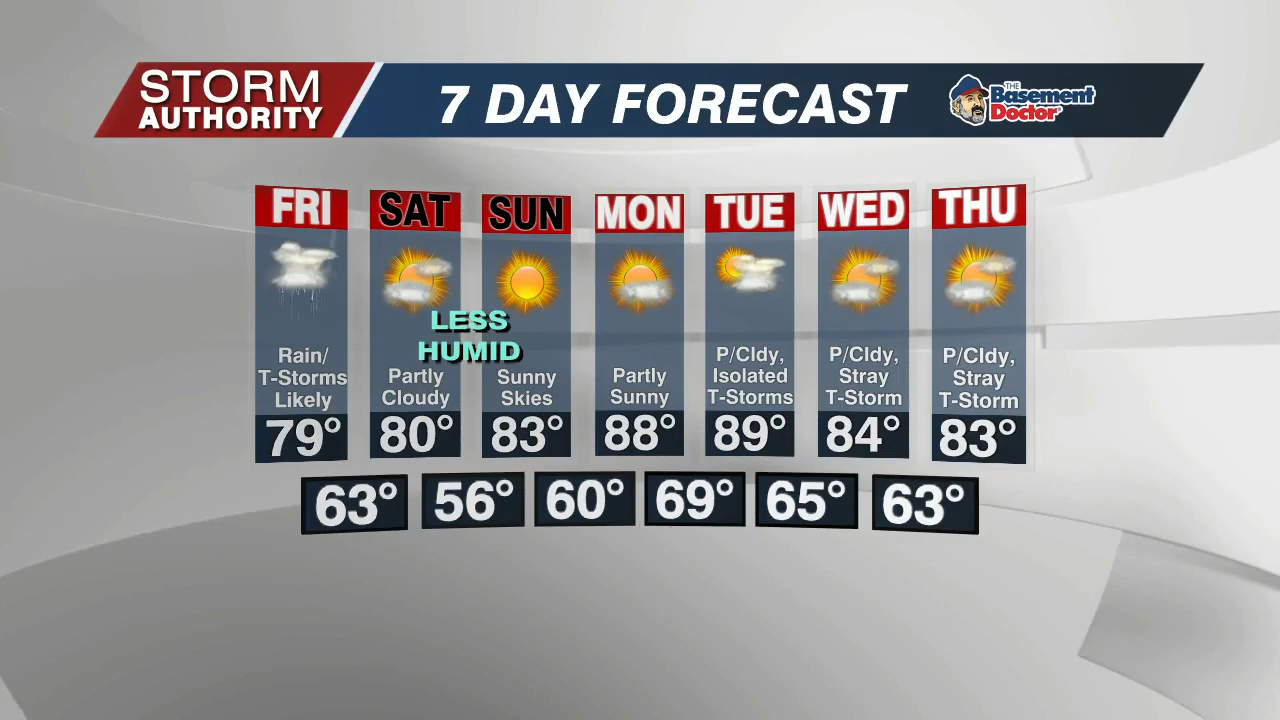 STORM
AUTHORITY
7 DAY FORECAST
THE
Basement
Doctor
FRI
SAT
SUN
MON
TUE
WED
THU
LESS
HUMID
Rain/
T-Storms
Likely
Partly
Cloudy
Sunny
Skies
Partly
Sunny
P/Cldy,
Isolated
T-Storms
P/Cldy,
Stray
T-Storm
P/Cldy,
Stray
T-Storm
79°
80°
83°
88°
89°
84°
83°
63°
56°
60°
69°
65°
63°